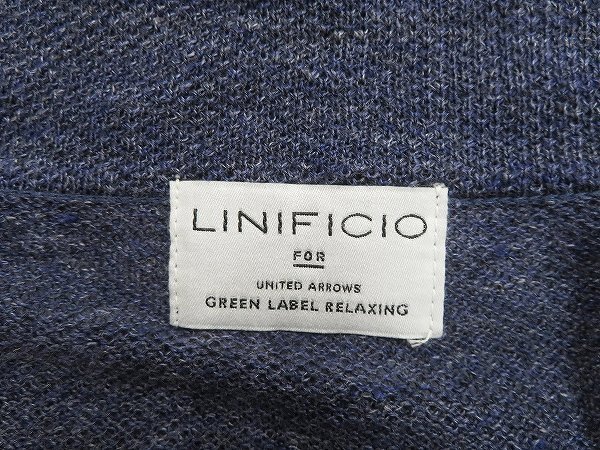 LINIFICIO
FOR
UNITED ARROWS
GREEN LABEL RELAXING